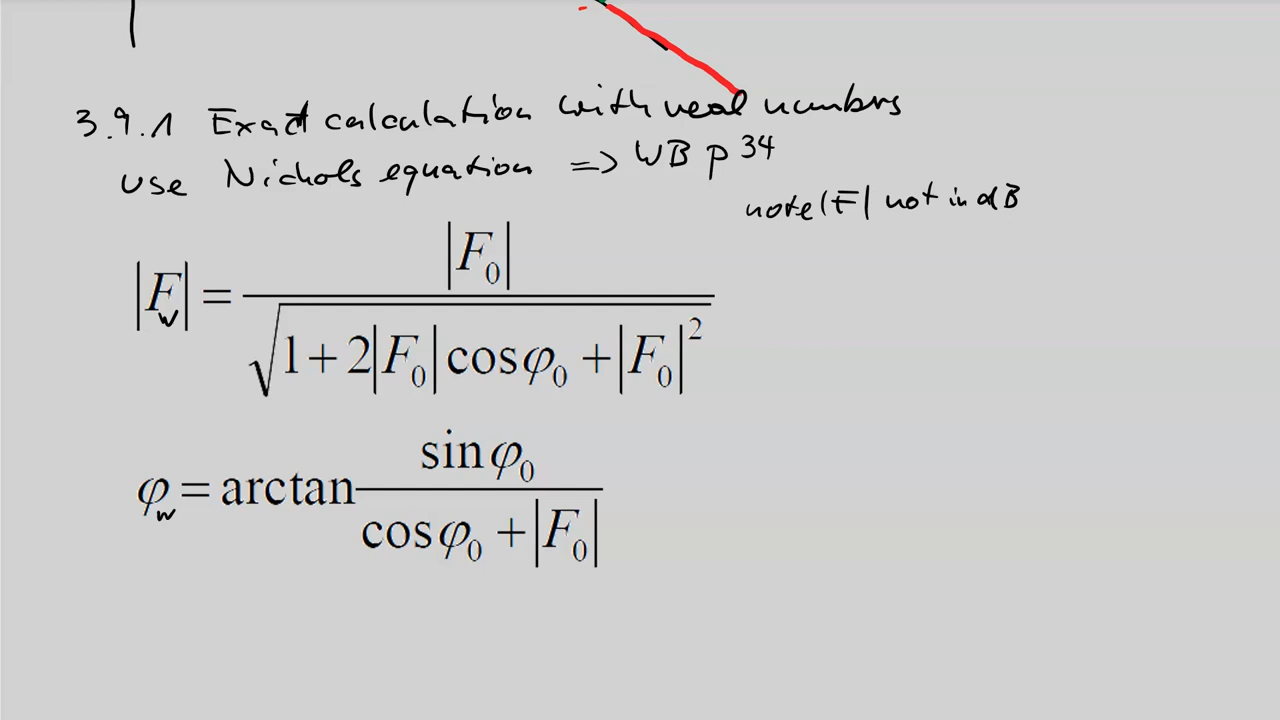 3.9.1 Exact calculation with real numbers
use Nichols equation => WB p 34
note |F| not in dB
|F_w| = |F_0| / √(1 + 2|F_0| cos φ_0 + |F_0|^2)
φ_w = arctan (sin φ_0) / (cos φ_0 + |F_0|)